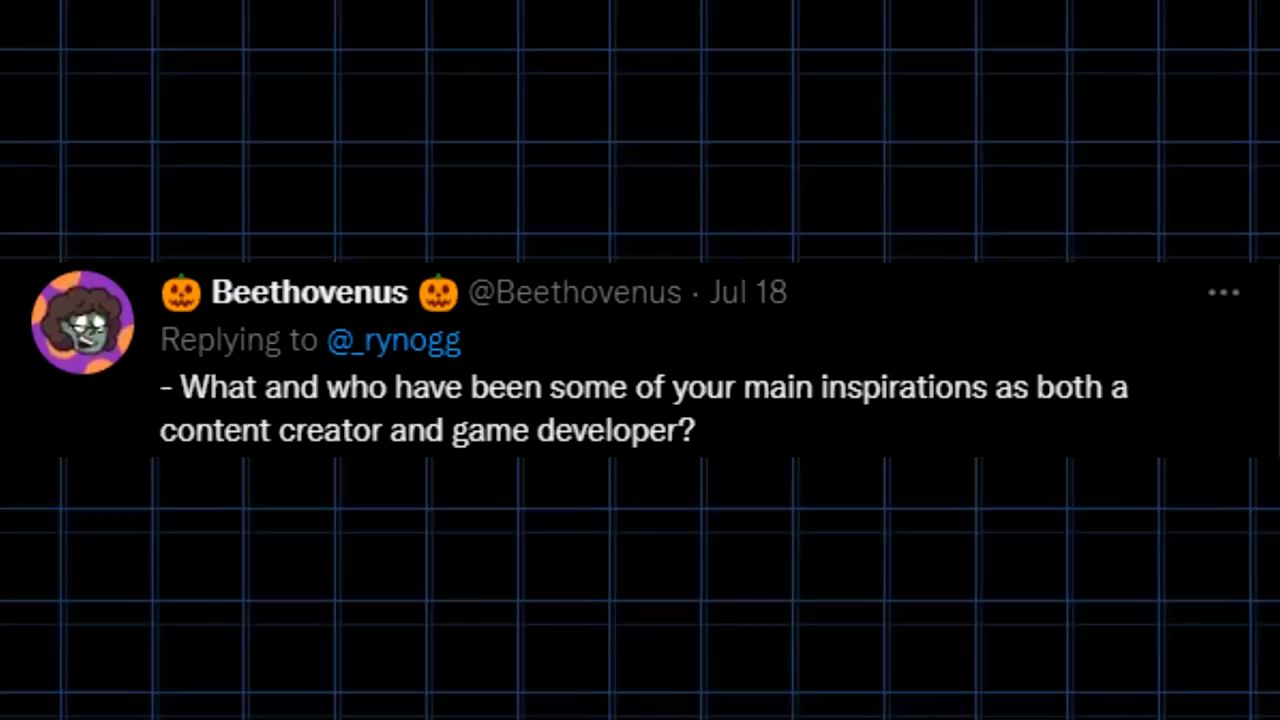 🎃 Beethovenus 🎃 @Beethovenus · Jul 18
Replying to @_rynogg
- What and who have been some of your main inspirations as both a
content creator and game developer?